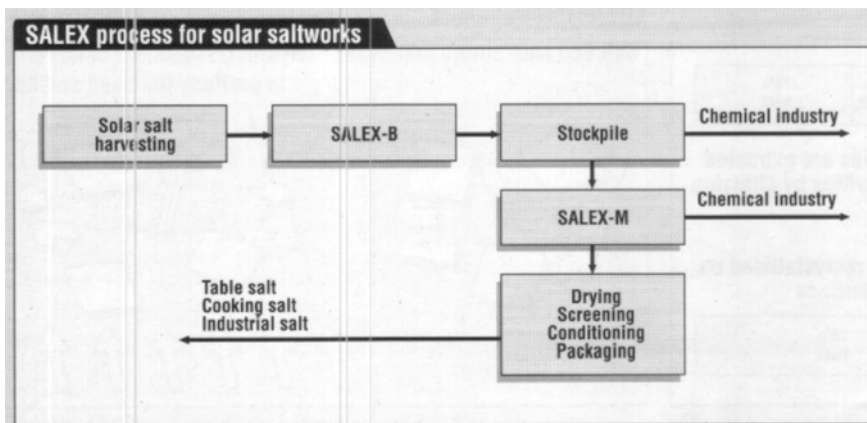 SALEX process for solar saltworks
Solar salt
harvesting
SALEX-B
Stockpile
Chemical industry
SALEX-M
Chemical industry
Drying
Screening
Conditioning
Packaging
Table salt
Cooking salt
Industrial salt